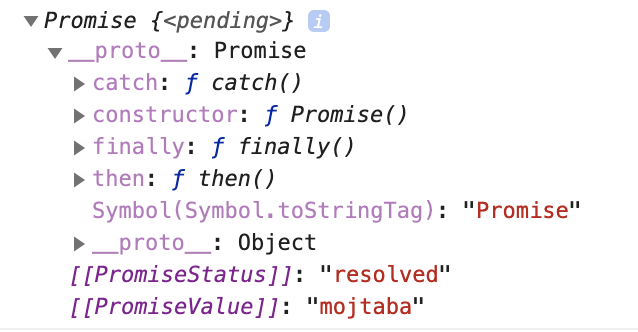 Promise {<pending>} i
__proto__: Promise
catch: ƒ catch()
constructor: ƒ Promise()
finally: ƒ finally()
then: ƒ then()
Symbol(Symbol.toStringTag): "Promise"
__proto__: Object
[[PromiseStatus]]: "resolved"
[[PromiseValue]]: "mojtaba"